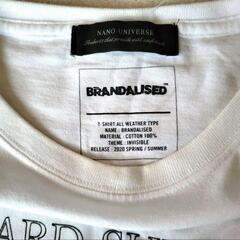 NANO UNIVERSE
BRANDALISED
T-SHIRT ALL WEATHER TYPE
NAME : BRANDALISED
MATERIAL : COTTON 100%
THEME : INVISIBLE
RELEASE : 2020 SPRING / SUMMER